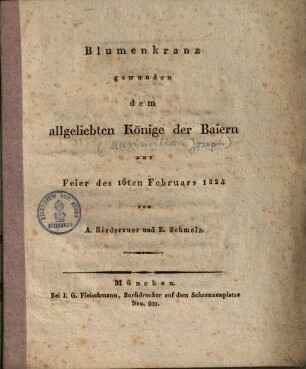 Blumenkranz
gewunden
dem
allgeliebten Könige der Baiern
(Maximilian Joseph)
zur
Feier des 16ten Februars 1824
von
A. Riederauer und E. Schmelz.
München.
Bei J. G. Fleischmann, Buchdrucker auf dem Schrannenplatze
Nro. 601.